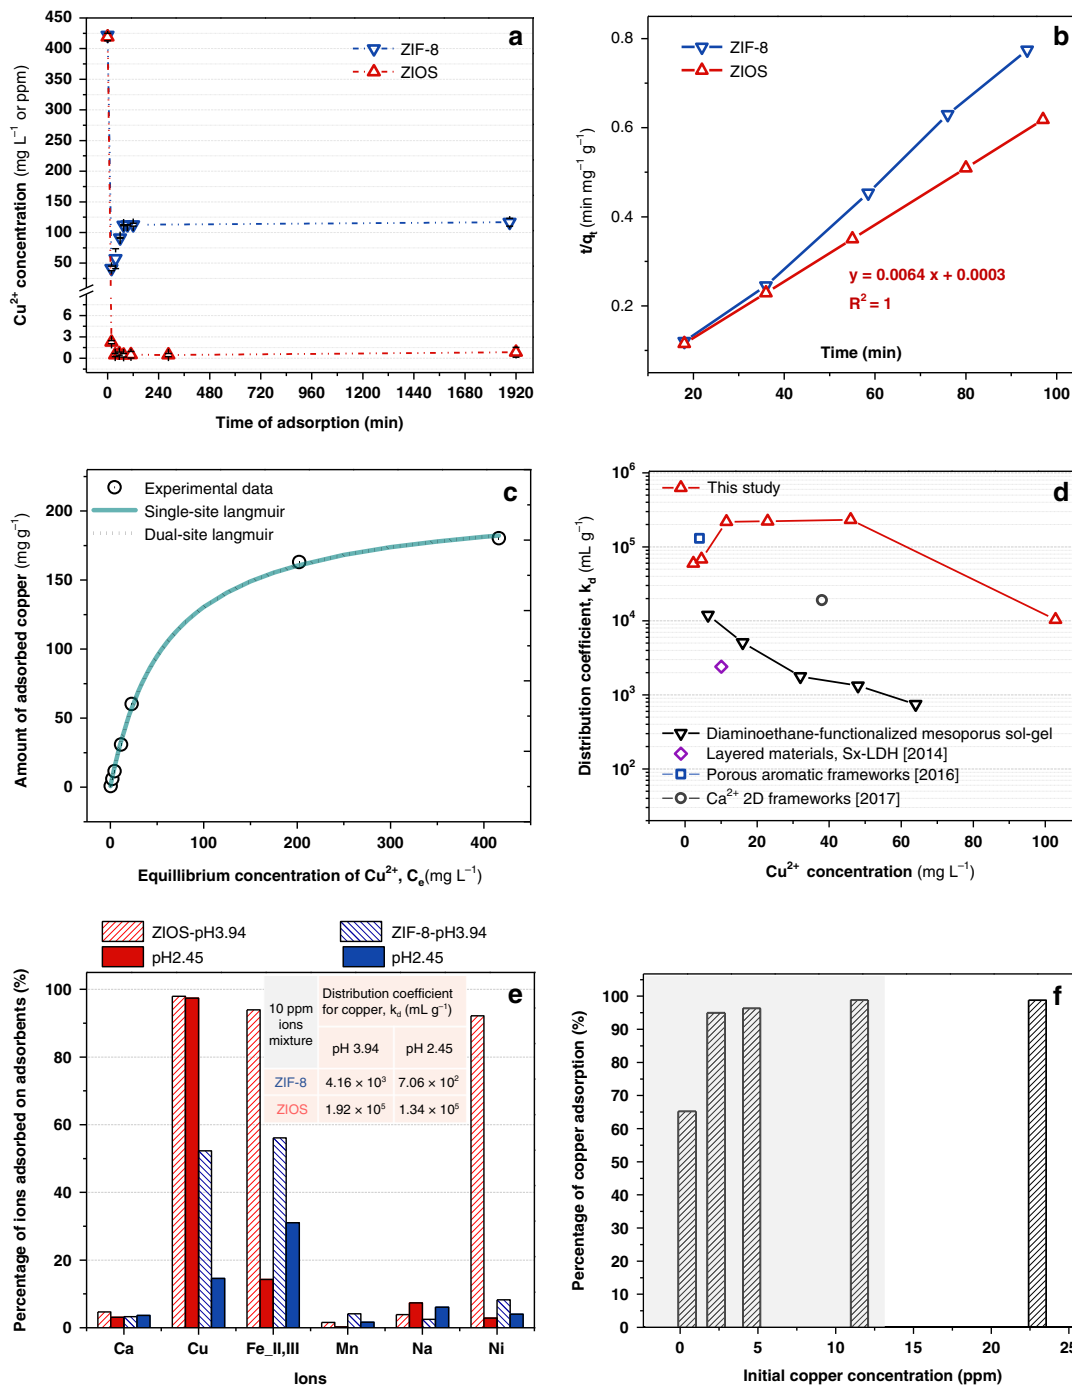 a
ZIF-8
ZIOS
Cu²⁺ concentration (mg L⁻¹ or ppm)
450
400
350
300
250
200
150
100
50
6
3
0
0 240 480 720 960 1200 1440 1680 1920
Time of adsorption (min)
b
ZIF-8
ZIOS
t/qₜ (min mg⁻¹ g⁻¹)
0.8
0.6
0.4
0.2
y = 0.0064 x + 0.0003
R² = 1
Time (min)
20 40 60 80 100
c
Experimental data
Single-site langmuir
Dual-site langmuir
Amount of adsorbed copper (mg g⁻¹)
200
150
100
50
0
0 100 200 300 400
Equillibrium concentration of Cu²⁺, Cₑ(mg L⁻¹)
d
This study
Distribution coefficient, k_d (mL g⁻¹)
10⁶
10⁵
10⁴
10³
10²
Diaminoethane-functionalized mesoporus sol-gel
Layered materials, Sx-LDH [2014]
Porous aromatic frameworks [2016]
Ca²⁺ 2D frameworks [2017]
0 20 40 60 80 100
Cu²⁺ concentration (mg L⁻¹)
ZIOS-pH3.94
ZIF-8-pH3.94
pH2.45
pH2.45
e
Percentage of ions adsorbed on adsorbents (%)
100
80
60
40
20
0
10 ppm ions mixture
Distribution coefficient for copper, k_d (mL g⁻¹)
pH 3.94 pH 2.45
ZIF-8 4.16 × 10³ 7.06 × 10²
ZIOS 1.92 × 10⁵ 1.34 × 10⁵
Ca Cu Fe_II,III Mn Na Ni
Ions
f
Percentage of copper adsorption (%)
100
90
80
70
60
50
40
30
20
10
0
0 5 10 15 20 25
Initial copper concentration (ppm)